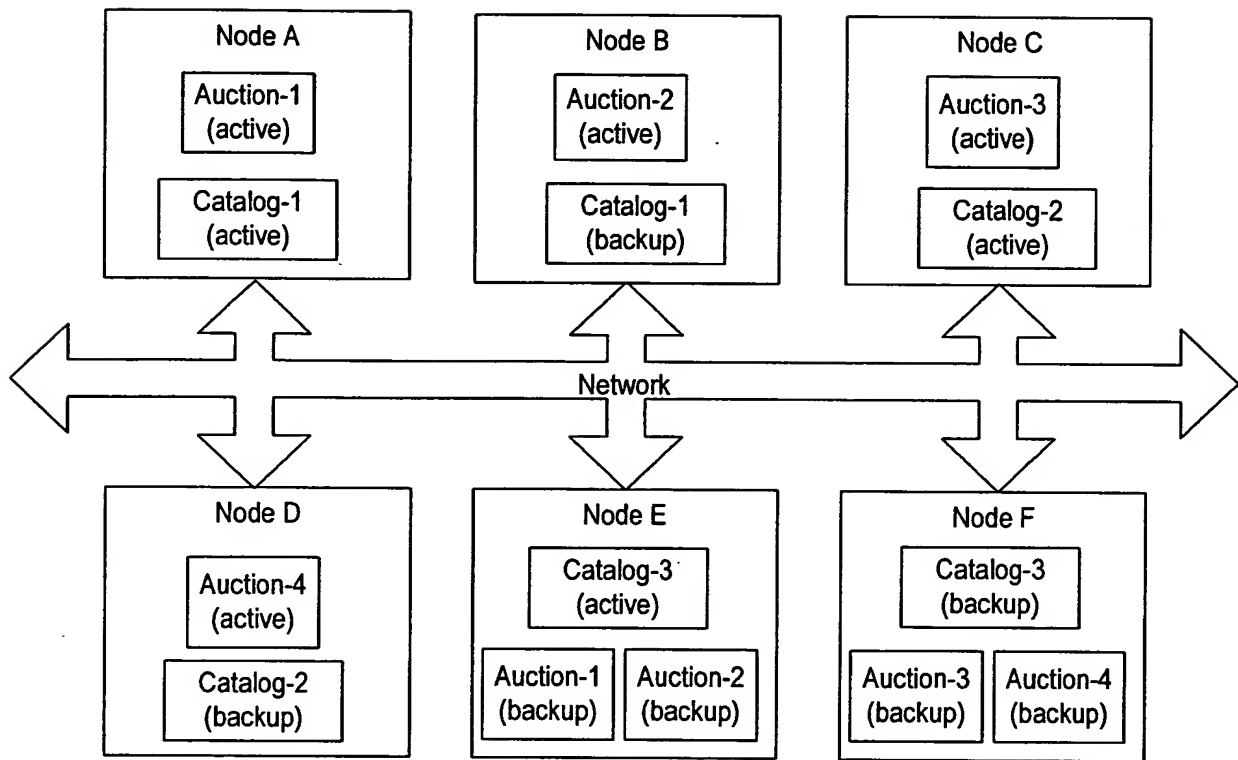 Node A
Auction-1
(active)
Catalog-1
(active)
Node B
Auction-2
(active)
Catalog-1
(backup)
Node C
Auction-3
(active)
Catalog-2
(active)
Network
Node D
Auction-4
(active)
Catalog-2
(backup)
Node E
Catalog-3
(active)
Auction-1
(backup)
Auction-2
(backup)
Node F
Catalog-3
(backup)
Auction-3
(backup)
Auction-4
(backup)